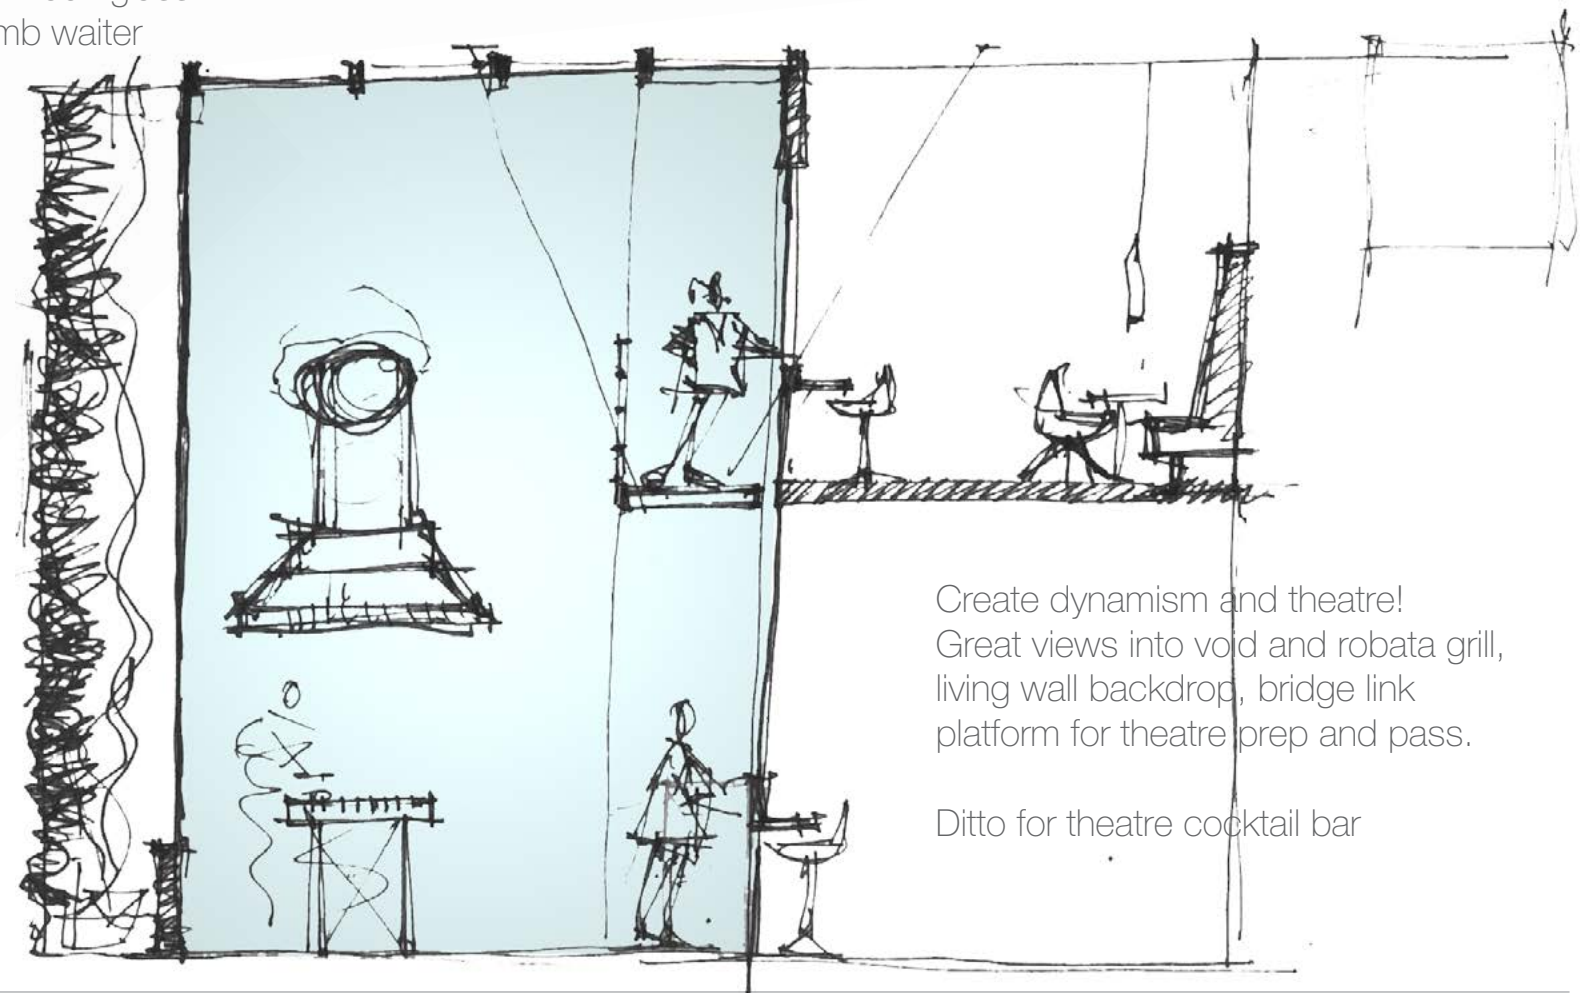 waiter
Create dynamism and theatre!
Great views into void and robata grill,
living wall backdrop, bridge link
platform for theatre prep and pass.
Ditto for theatre cocktail bar